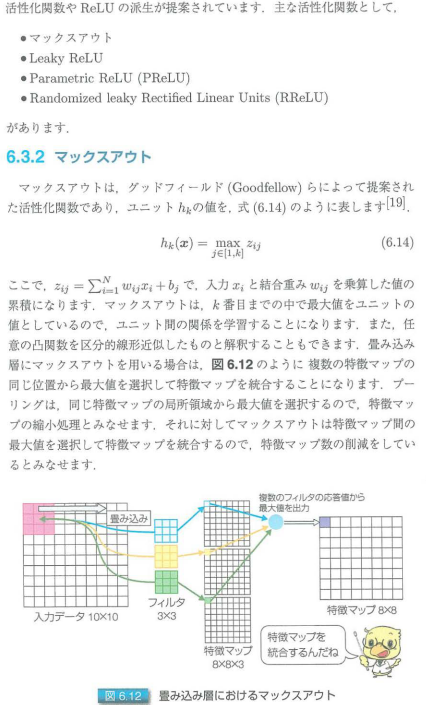 活性化関数や ReLU の派生が提案されています．主な活性化関数として，
●マックスアウト
●Leaky ReLU
●Parametric ReLU (PReLU)
●Randomized leaky Rectified Linear Units (RReLU)
があります．
6.3.2 マックスアウト
マックスアウトは，グッドフィールド (Goodfellow) らによって提案され
た活性化関数であり，ユニット hkの値を，式 (6.14) のように表します[19]．
hk(x) = max j∈[1,k] zij (6.14)
ここで，zij = ∑N i=1 wijxi + bj で，入力 xi と結合重み wij を乗算した値の
累積になります．マックスアウトは，k 番目までの中で最大値をユニットの
値としているので，ユニット間の関係を学習することになります．また，任
意の凸関数を区分的線形近似したものと解釈することもできます．畳み込み
層にマックスアウトを用いる場合は，図6.12のように 複数の特徴マップの
同じ位置から最大値を選択して特徴マップを統合することになります．プー
リングは，同じ特徴マップの局所領域から最大値を選択するので，特徴マッ
プの縮小処理とみなせます．それに対してマックスアウトは特徴マップ間の
最大値を選択して特徴マップを統合するので，特徴マップ数の削減をしてい
るとみなせます．
複数のフィルタの応答値から
最大値を出力
畳み込み
入力データ 10×10
フィルタ
3×3
特徴マップ
8×8×3
特徴マップ 8×8
特徴マップを
統合するんだね
図 6.12 畳み込み層におけるマックスアウト